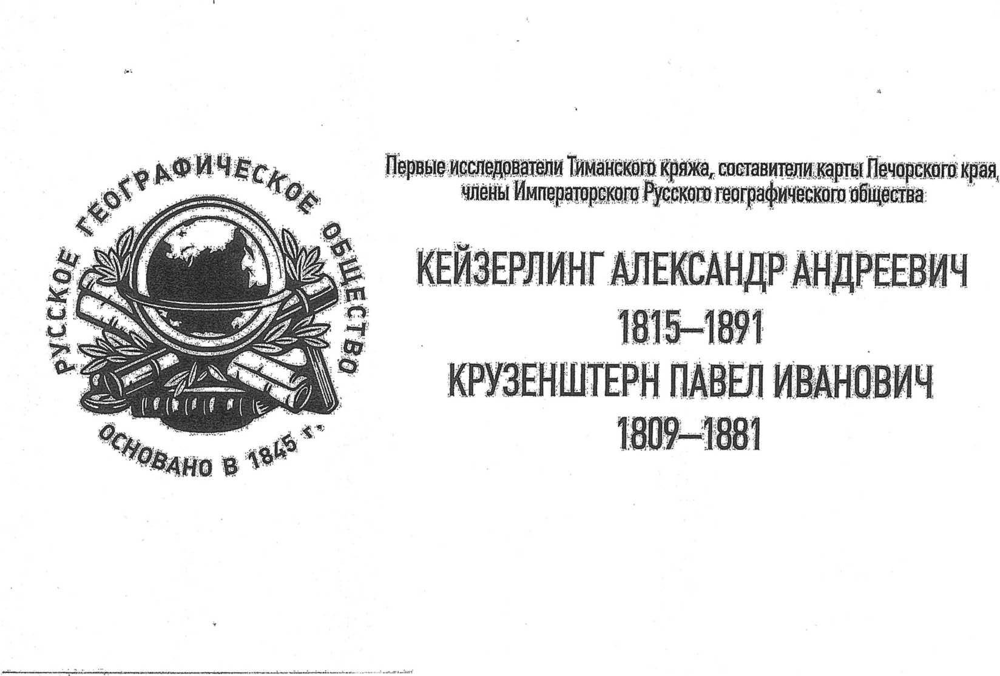 РУССКОЕ ГЕОГРАФИЧЕСКОЕ ОБЩЕСТВО
ОСНОВАНО В 1845 г.
Первые исследователи Тиманского кряжа, составители карты Печорского края,
члены Императорского Русского географического общества
КЕЙЗЕРЛИНГ АЛЕКСАНДР АНДРЕЕВИЧ
1815–1891
КРУЗЕНШТЕРН ПАВЕЛ ИВАНОВИЧ
1809–1881